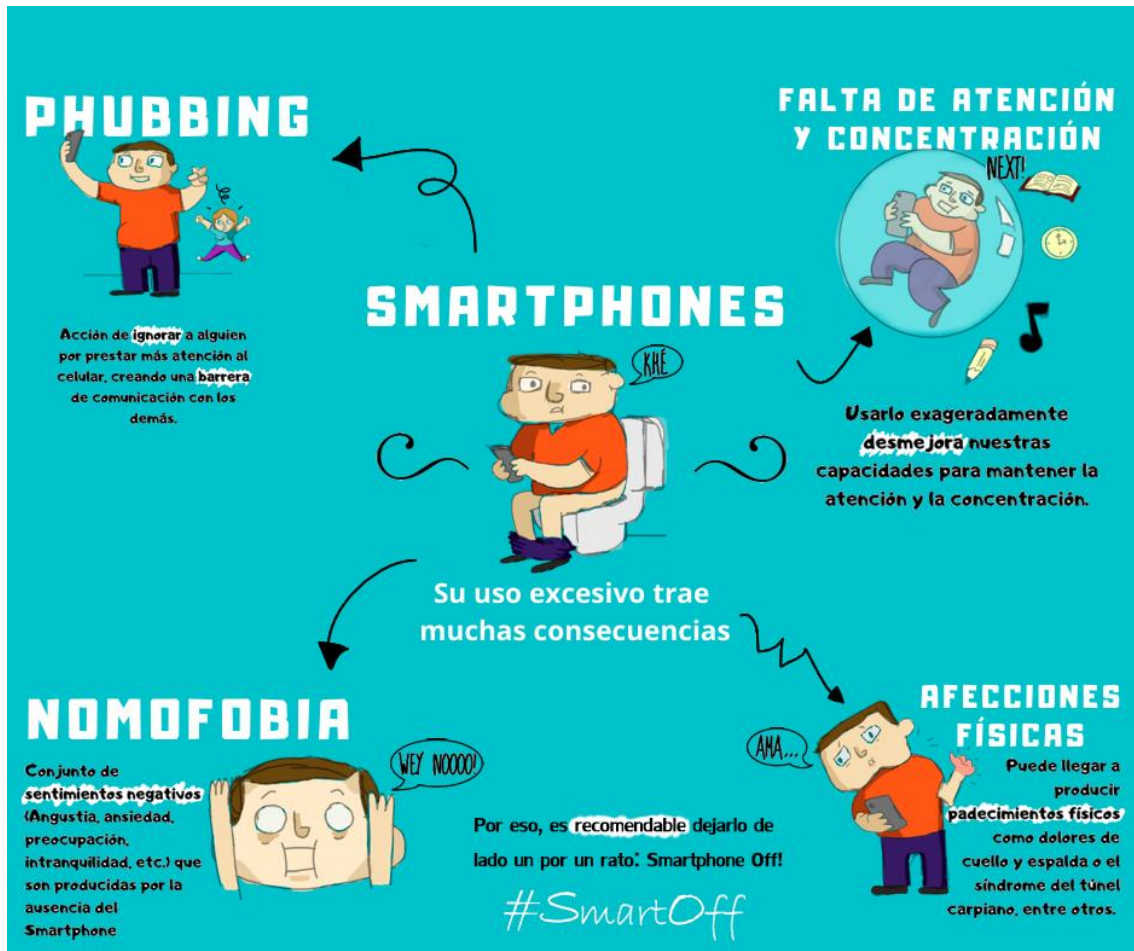 PHUBBING
Acción de ignorar a alguien
por prestar más atención al
celular, creando una barrera
de comunicación con los
demás.
FALTA DE ATENCIÓN
Y CONCENTRACIÓN
NEXT!
Usarlo exageradamente
desmejora nuestras
capacidades para mantener la
atención y la concentración.
SMARTPHONES
KHÉ
Su uso excesivo trae
muchas consecuencias
NOMOFOBIA
Conjunto de
sentimientos negativos
(Angustia, ansiedad,
preocupación,
intranquilidad, etc.) que
son producidas por la
ausencia del
Smartphone
WEY NOOOO!
Por eso, es recomendable dejarlo de
lado un por un rato: Smartphone Off!
#SmartOff
AFECCIONES
FÍSICAS
AMA...
Puede llegar a
producir
padecimientos físicos
como dolores de
cuello y espalda o el
síndrome del túnel
carpiano, entre otros.